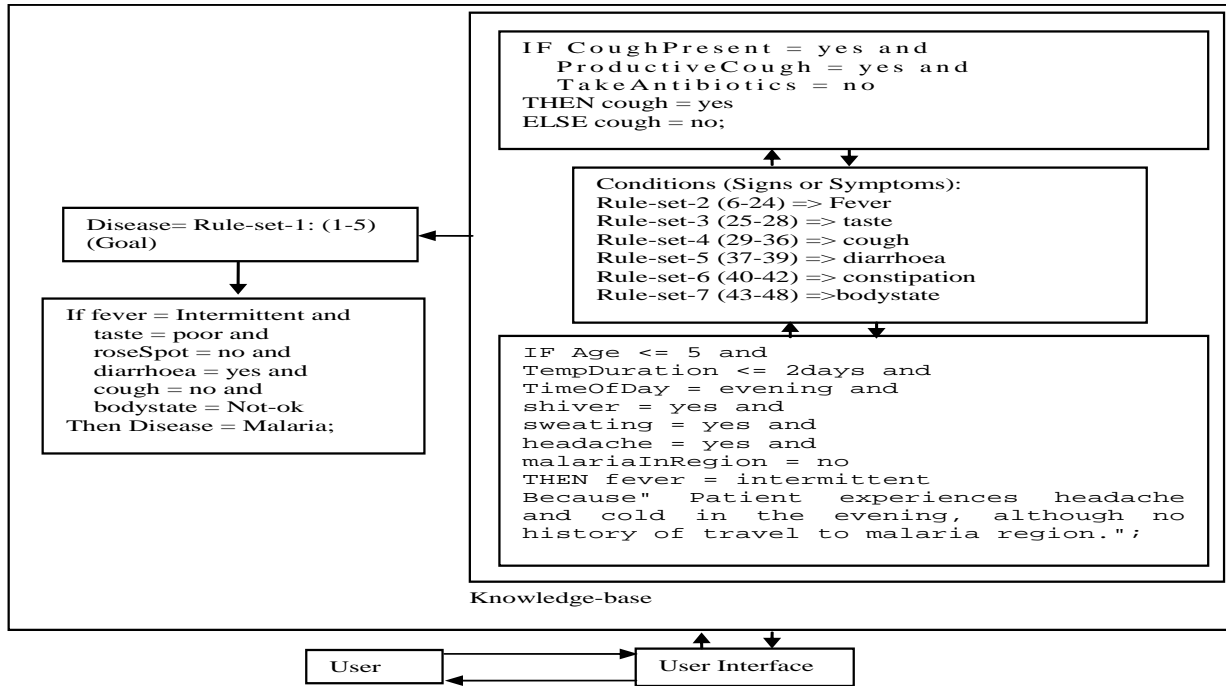 IF CoughPresent = yes and
ProductiveCough = yes and
TakeAntibiotics = no
THEN cough = yes
ELSE cough = no;
Conditions (Signs or Symptoms):
Rule-set-2 (6-24) => Fever
Rule-set-3 (25-28) => taste
Rule-set-4 (29-36) => cough
Rule-set-5 (37-39) => diarrhoea
Rule-set-6 (40-42) => constipation
Rule-set-7 (43-48) =>bodystate
Disease= Rule-set-1: (1-5)
(Goal)
If fever = Intermittent and
taste = poor and
roseSpot = no and
diarrhoea = yes and
cough = no and
bodystate = Not-ok
Then Disease = Malaria;
IF Age <= 5 and
TempDuration <= 2days and
TimeOfDay = evening and
shiver = yes and
sweating = yes and
headache = yes and
malariaInRegion = no
THEN fever = intermittent
Because" Patient experiences headache
and cold in the evening, although no
history of travel to malaria region.";
Knowledge-base
User
User Interface